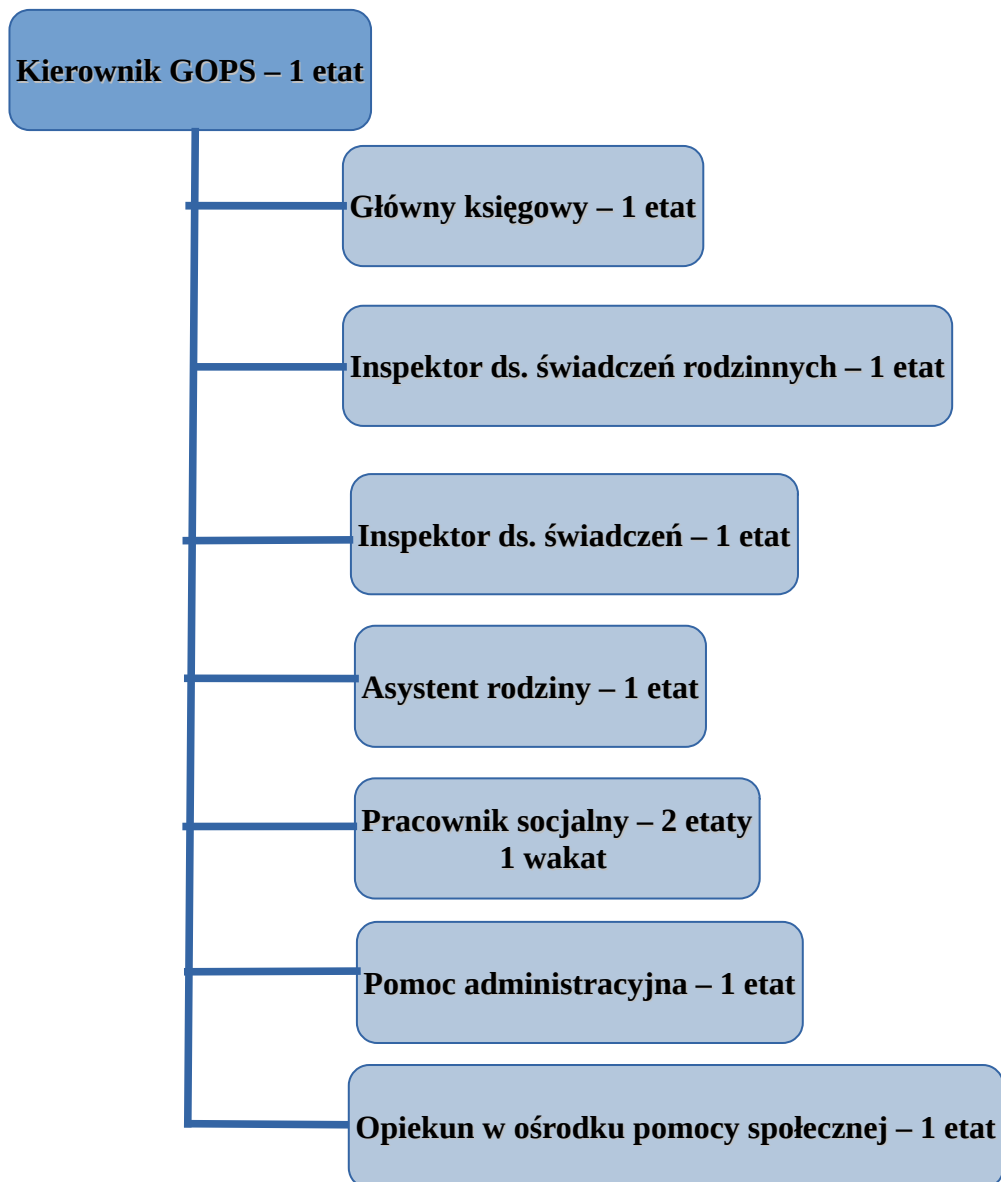 Kierownik GOPS – 1 etat
Główny księgowy – 1 etat
Inspektor ds. świadczeń rodzinnych – 1 etat
Inspektor ds. świadczeń – 1 etat
Asystent rodziny – 1 etat
Pracownik socjalny – 2 etaty
1 wakat
Pomoc administracyjna – 1 etat
Opiekun w ośrodku pomocy społecznej – 1 etat